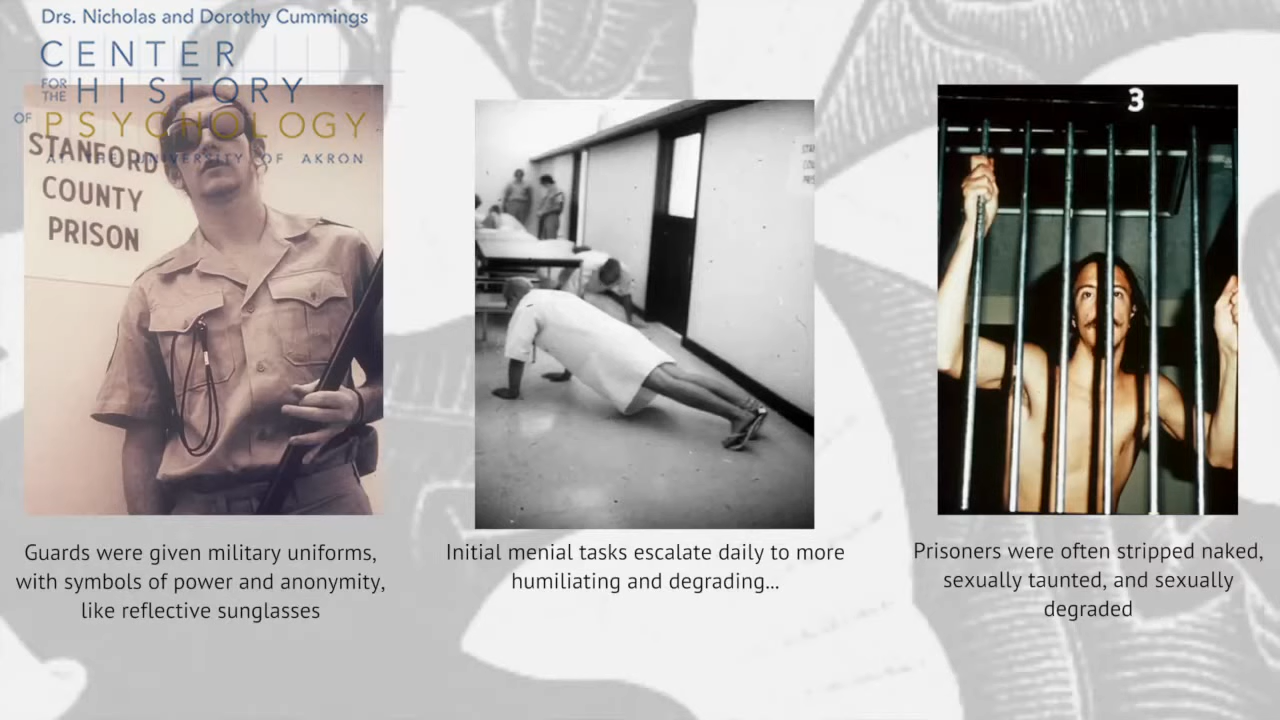 Drs. Nicholas and Dorothy Cummings
CENTER
FOR THE HISTORY
OF PSYCHOLOGY
AT THE UNIVERSITY OF AKRON
STANFORD
COUNTY
PRISON
3
Guards were given military uniforms,
with symbols of power and anonymity,
like reflective sunglasses
Initial menial tasks escalate daily to more
humiliating and degrading...
Prisoners were often stripped naked,
sexually taunted, and sexually
degraded